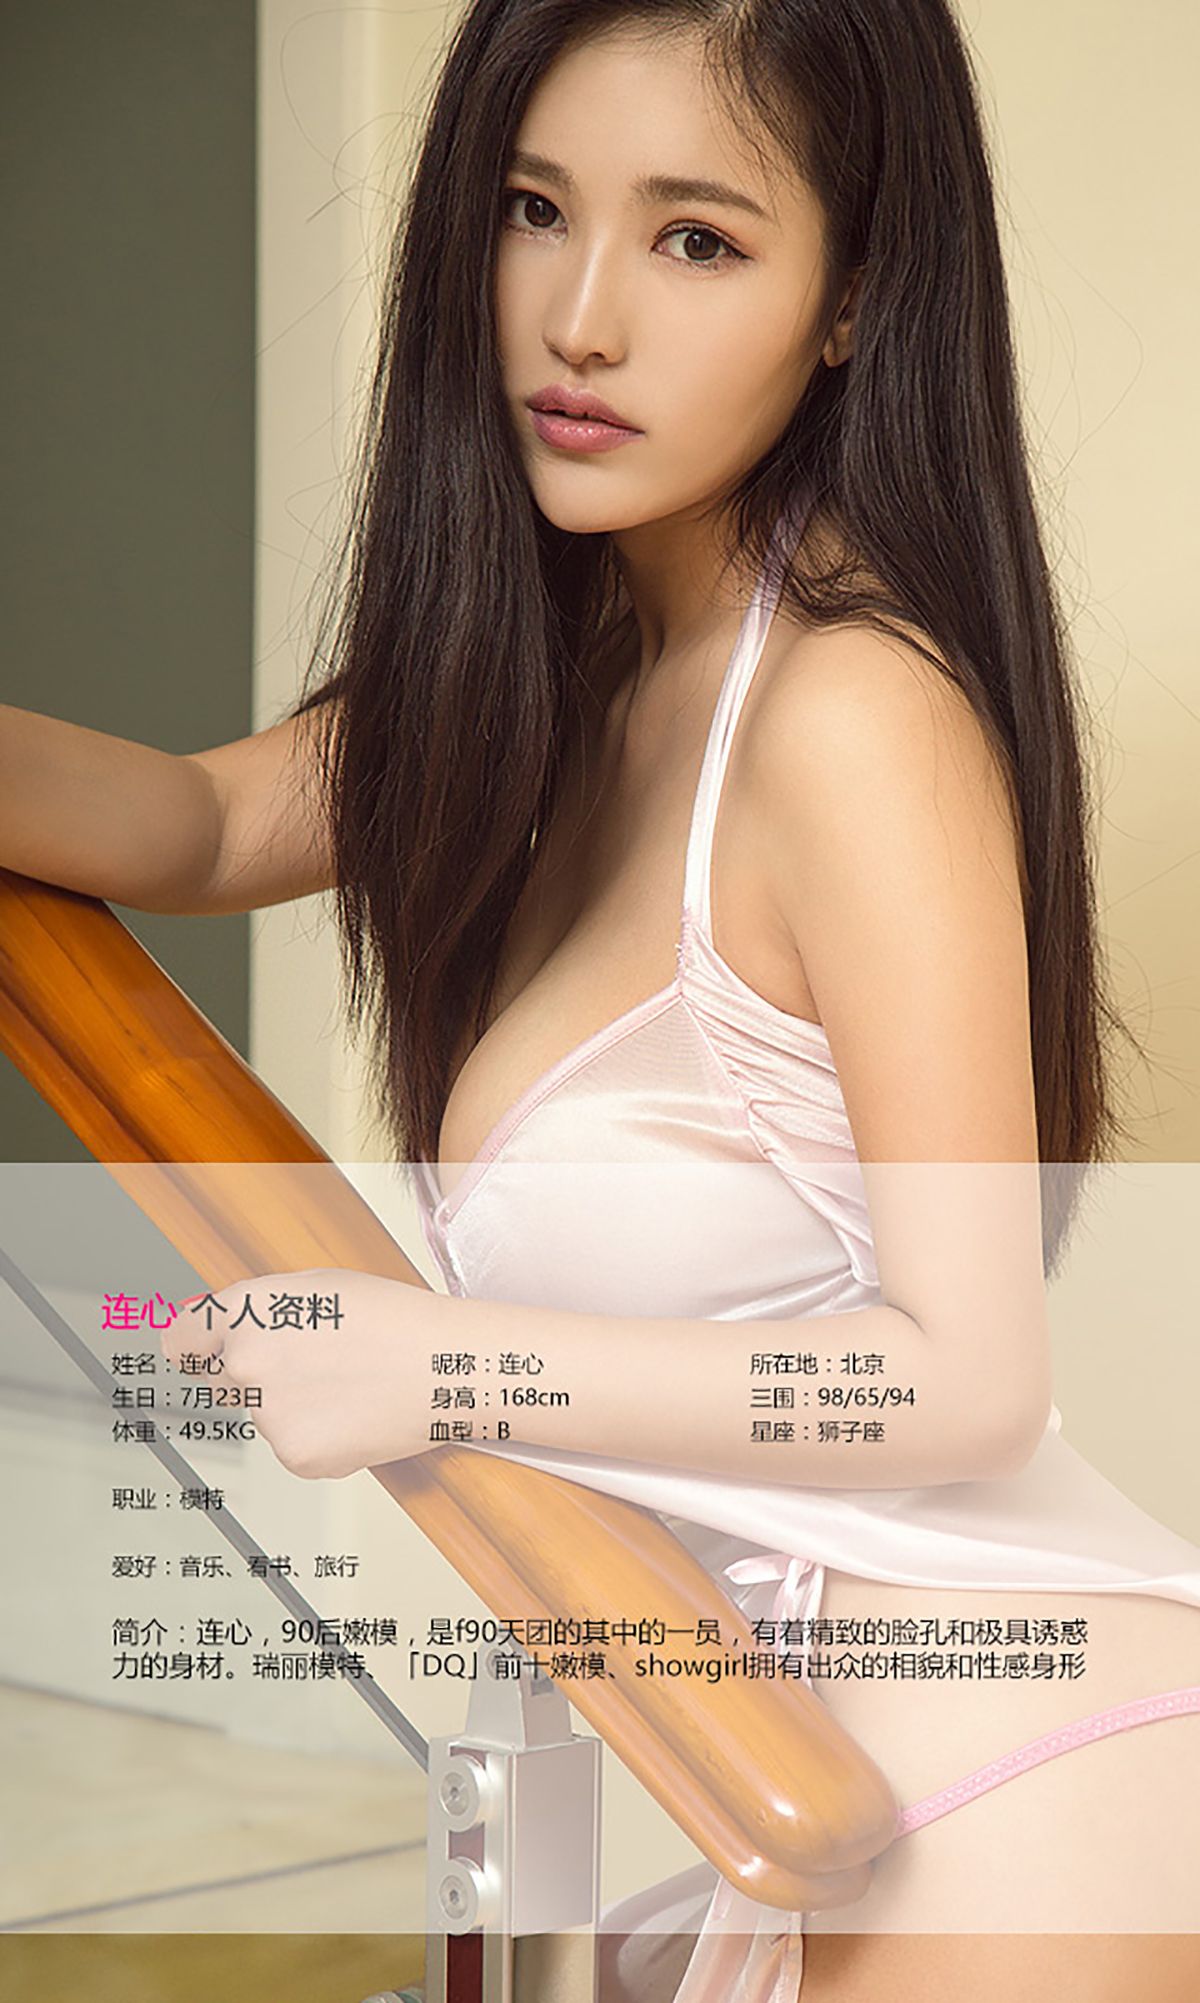 连心 个人资料
姓名：连心 昵称：连心 所在地：北京
生日：7月23日 身高：168cm 三围：98/65/94
体重：49.5KG 血型：B 星座：狮子座
职业：模特
爱好：音乐、看书、旅行
简介：连心，90后嫩模，是f90天团的其中的一员，有着精致的脸孔和极具诱惑
力的身材。瑞丽模特、「DQ」前十嫩模、showgirl拥有出众的相貌和性感身形